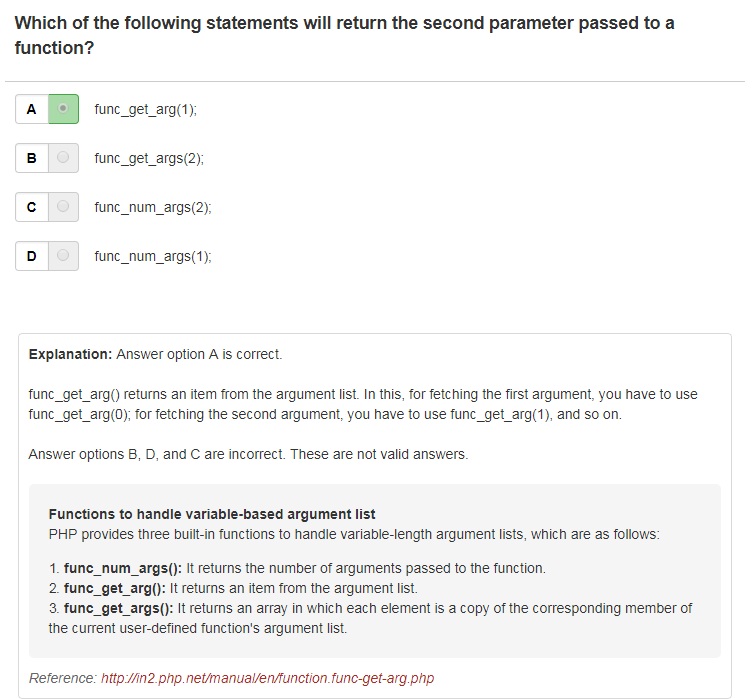 Which of the following statements will return the second parameter passed to a
function?
A func_get_arg(1);
B func_get_args(2);
C func_num_args(2);
D func_num_args(1);
Explanation: Answer option A is correct.
func_get_arg() returns an item from the argument list. In this, for fetching the first argument, you have to use
func_get_arg(0); for fetching the second argument, you have to use func_get_arg(1), and so on.
Answer options B, D, and C are incorrect. These are not valid answers.
Functions to handle variable-based argument list
PHP provides three built-in functions to handle variable-length argument lists, which are as follows:
1. func_num_args(): It returns the number of arguments passed to the function.
2. func_get_arg(): It returns an item from the argument list.
3. func_get_args(): It returns an array in which each element is a copy of the corresponding member of
the current user-defined function's argument list.
Reference: http://in2.php.net/manual/en/function.func-get-arg.php